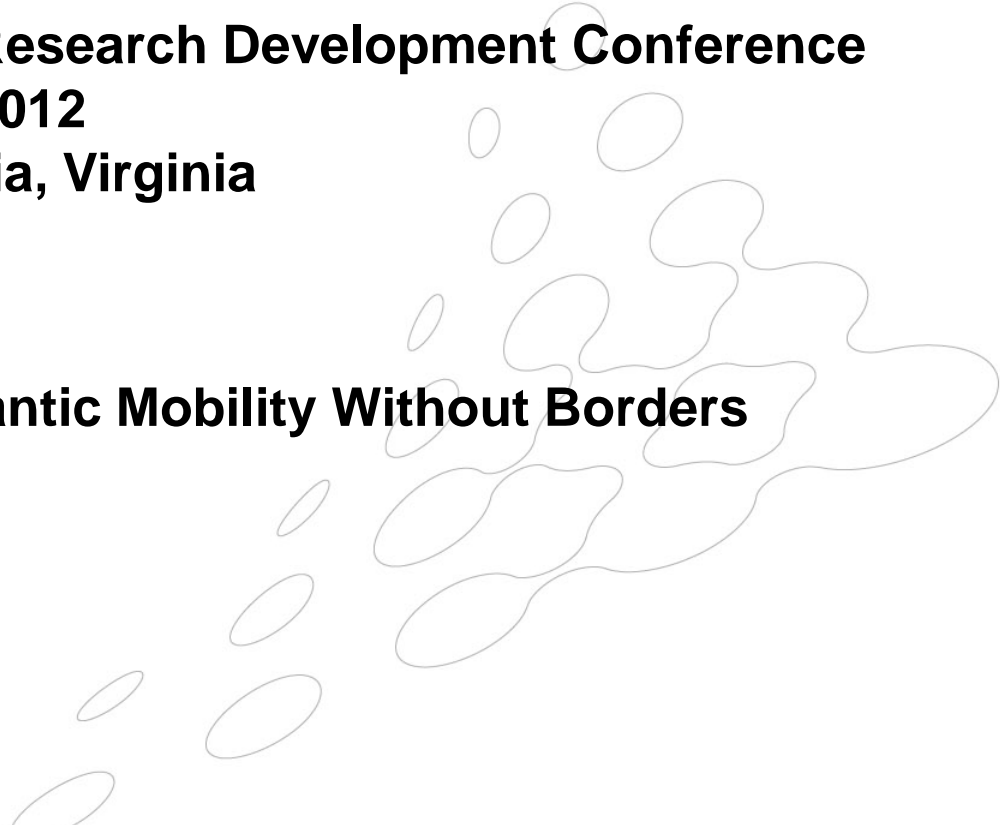 esearch Development Conference
012
ia, Virginia
antic Mobility Without Borders